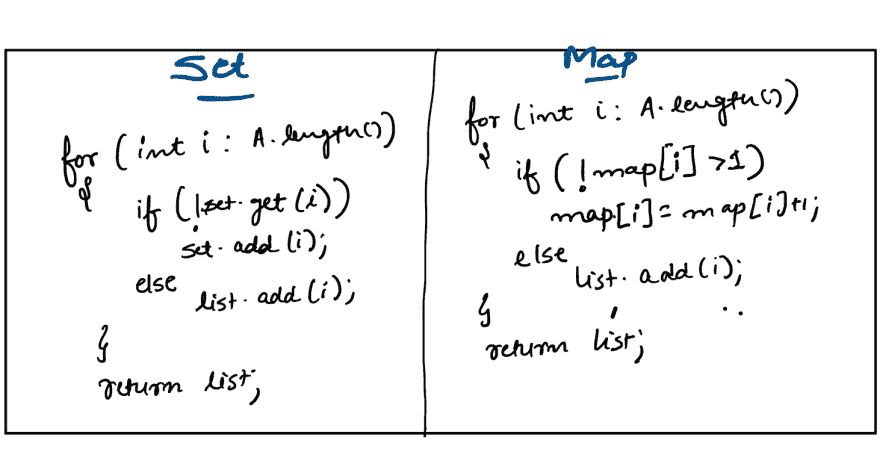 Set
for (int i : A.length())
{
if (!set.get(i))
set.add(i);
else
list.add(i);
}
return list;
Map
for (int i : A.length())
{
if (!map[i] >1)
map[i] = map[i]+1;
else
list.add(i);
}
return list;